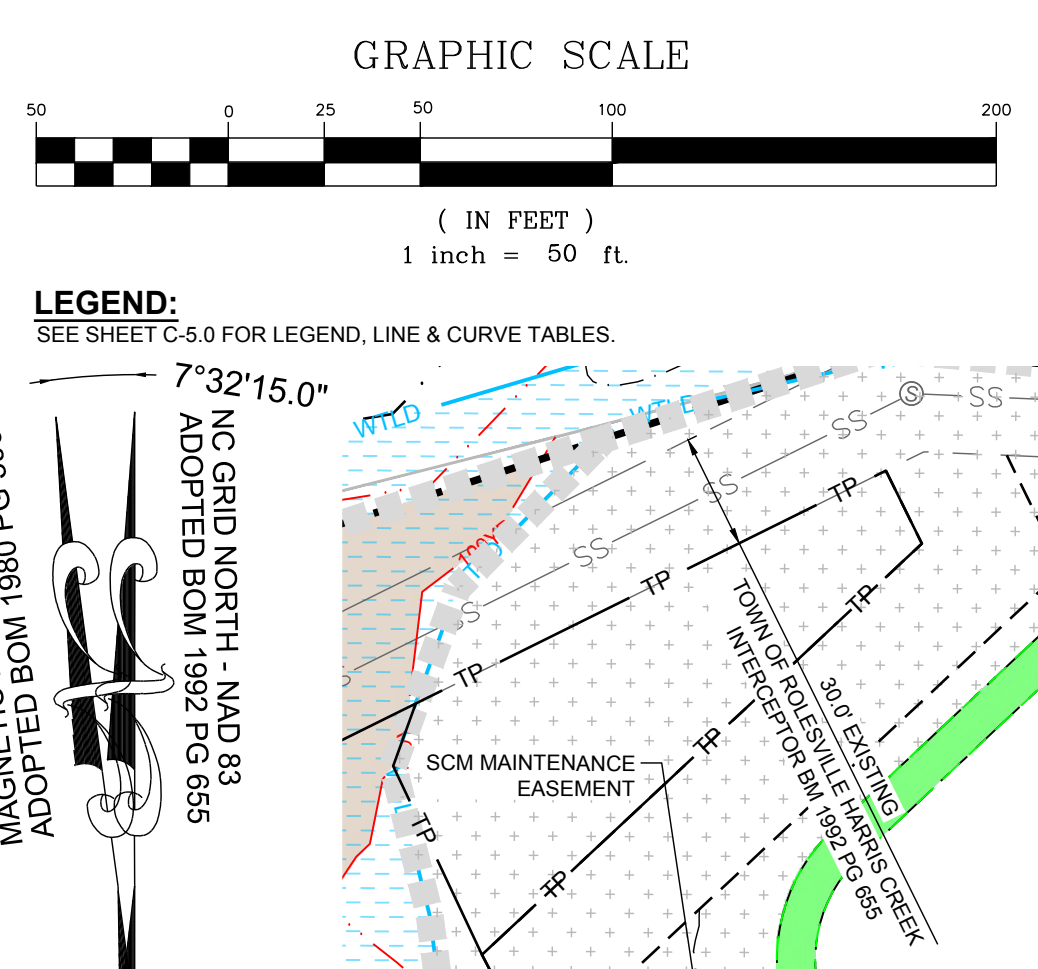 GRAPHIC SCALE
50 0 25 50 100 200
( IN FEET )
1 inch = 50 ft.
LEGEND:
SEE SHEET C-5.0 FOR LEGEND, LINE & CURVE TABLES.
7°32'15.0"
NC GRID NORTH - NAD 83
ADOPTED BOM 1992 PG 655
ADOPTED BOM 1980 PG
WTLD
WTLD
S
SS
SS
SS
SS
TP
TP
TP
TP
TP
TP
TP
100Y
SCM MAINTENANCE
EASEMENT
30.0' EXISTING
TOWN OF ROLESVILLE HARRIS CREEK
INTERCEPTOR BM 1992 PG 655